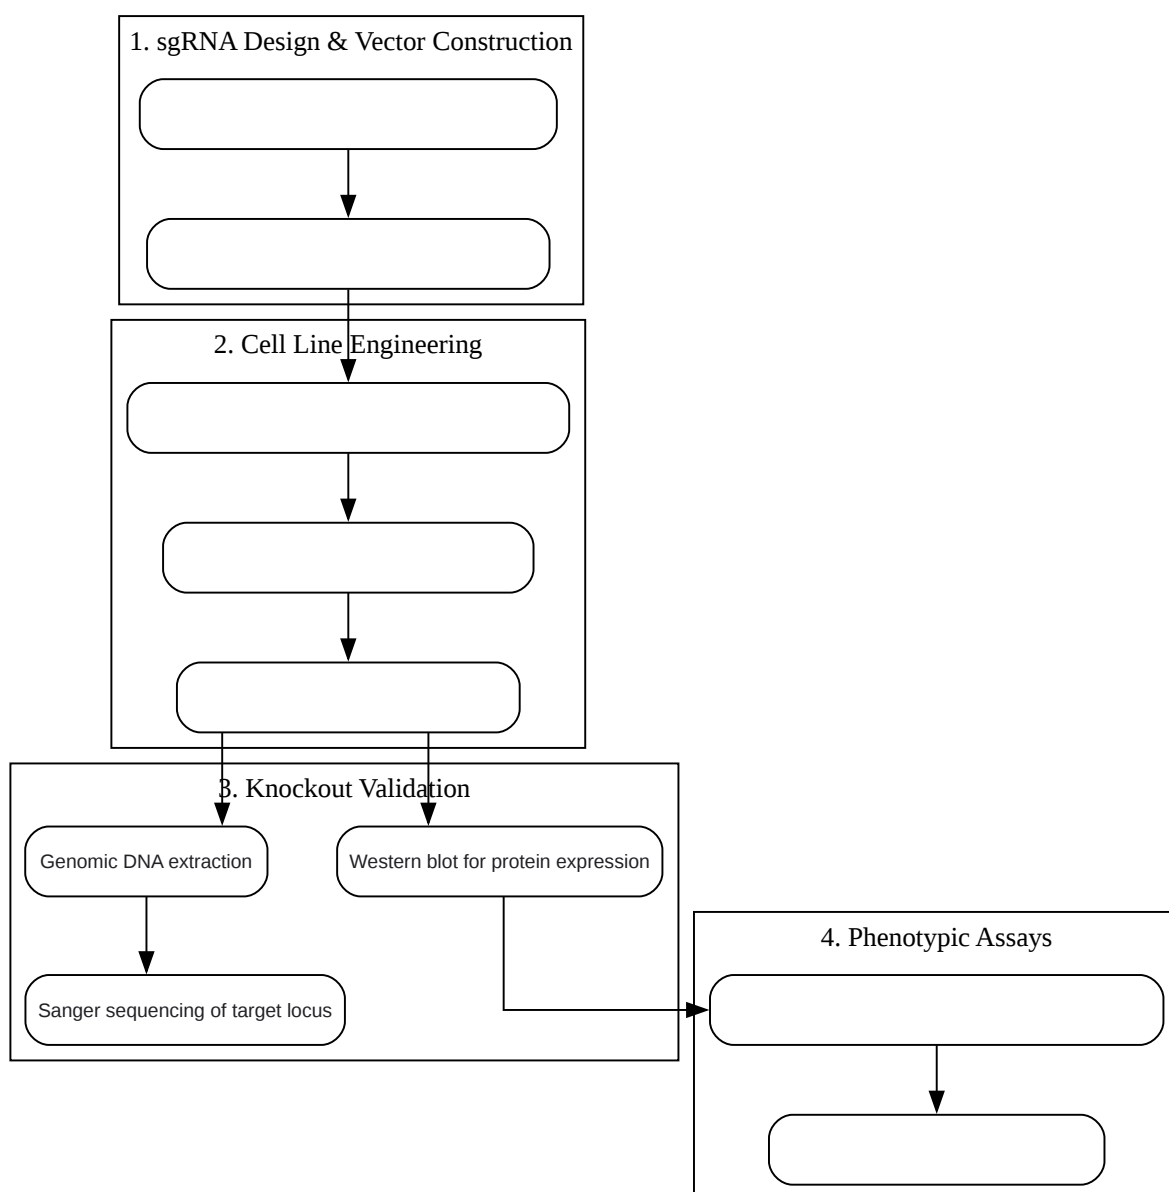 1. sgRNA Design & Vector Construction
2. Cell Line Engineering
3. Knockout Validation
Genomic DNA extraction
Western blot for protein expression
4. Phenotypic Assays
Sanger sequencing of target locus